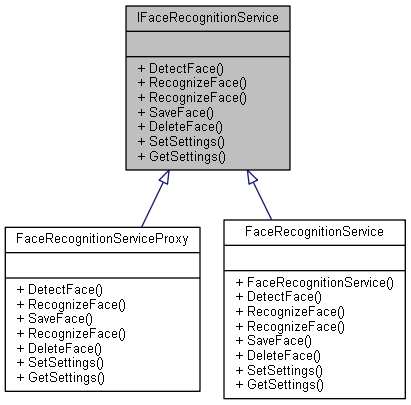 IFaceRecognitionService
+ DetectFace()
+ RecognizeFace()
+ RecognizeFace()
+ SaveFace()
+ DeleteFace()
+ SetSettings()
+ GetSettings()
FaceRecognitionServiceProxy
+ DetectFace()
+ RecognizeFace()
+ SaveFace()
+ RecognizeFace()
+ DeleteFace()
+ SetSettings()
+ GetSettings()
FaceRecognitionService
+ FaceRecognitionService()
+ DetectFace()
+ RecognizeFace()
+ RecognizeFace()
+ SaveFace()
+ DeleteFace()
+ SetSettings()
+ GetSettings()